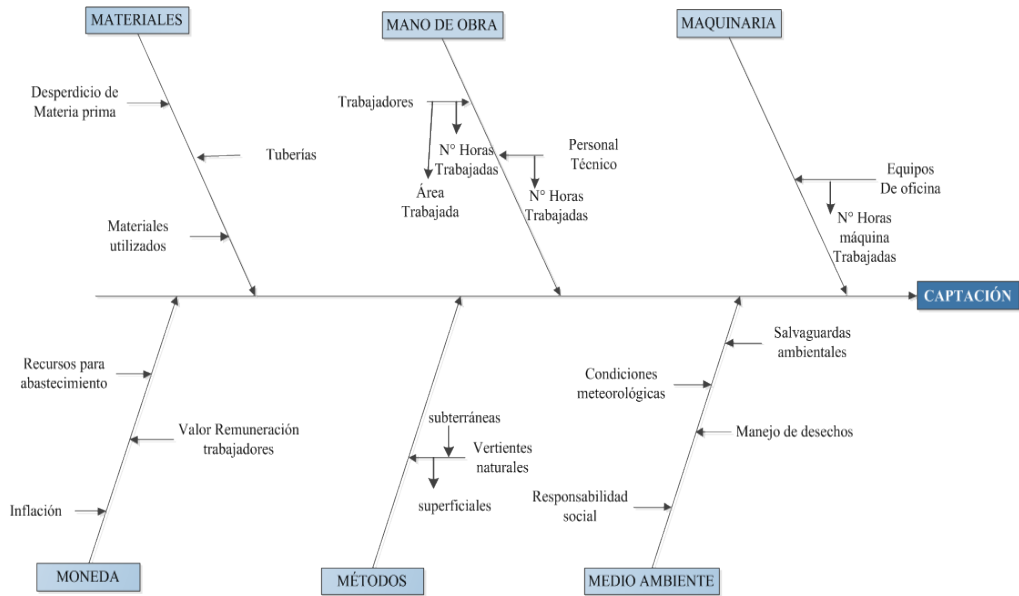 MATERIALES
MANO DE OBRA
MAQUINARIA
Desperdicio de
Materia prima
Tuberías
Materiales
utilizados
Trabajadores
N° Horas
Trabajadas
Área
Trabajada
Personal
Técnico
N° Horas
Trabajadas
Equipos
De oficina
N° Horas
máquina
Trabajadas
CAPTACIÓN
Recursos para
abastecimiento
Valor Remuneración
trabajadores
Inflación
subterráneas
Vertientes
naturales
superficiales
Salvaguardas
ambientales
Condiciones
meteorológicas
Manejo de desechos
Responsabilidad
social
MONEDA
MÉTODOS
MEDIO AMBIENTE